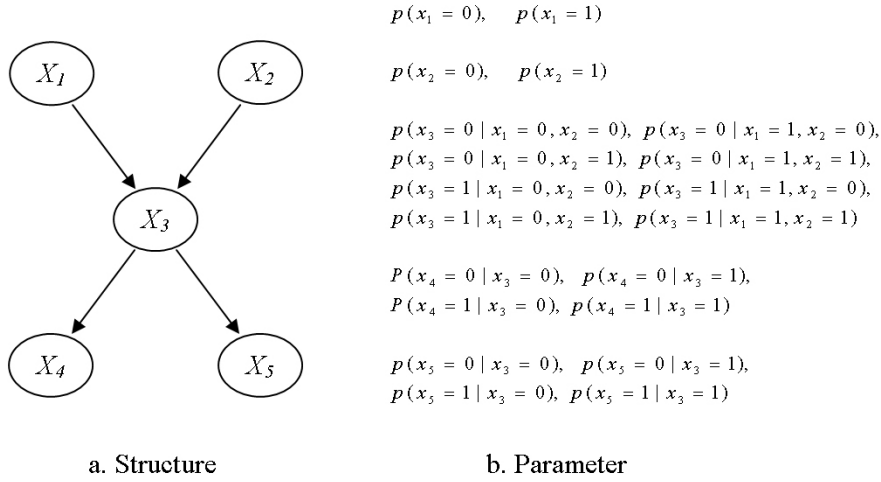 X₁
X₂
X₃
X₄
X₅
a. Structure
p(x₁ = 0), p(x₁ = 1)
p(x₂ = 0), p(x₂ = 1)
p(x₃ = 0 | x₁ = 0, x₂ = 0), p(x₃ = 0 | x₁ = 1, x₂ = 0),
p(x₃ = 0 | x₁ = 0, x₂ = 1), p(x₃ = 0 | x₁ = 1, x₂ = 1),
p(x₃ = 1 | x₁ = 0, x₂ = 0), p(x₃ = 1 | x₁ = 1, x₂ = 0),
p(x₃ = 1 | x₁ = 0, x₂ = 1), p(x₃ = 1 | x₁ = 1, x₂ = 1)
P(x₄ = 0 | x₃ = 0), p(x₄ = 0 | x₃ = 1),
P(x₄ = 1 | x₃ = 0), p(x₄ = 1 | x₃ = 1)
p(x₅ = 0 | x₃ = 0), p(x₅ = 0 | x₃ = 1),
p(x₅ = 1 | x₃ = 0), p(x₅ = 1 | x₃ = 1)
b. Parameter